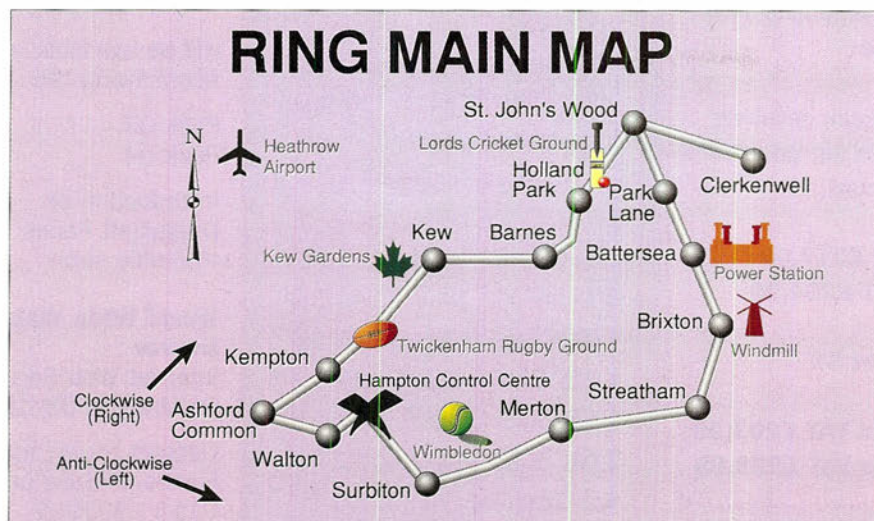 RING MAIN MAP
N
Heathrow
Airport
St. John's Wood
Lords Cricket Ground
Holland
Park
Park
Lane
Clerkenwell
Kew
Barnes
Kew Gardens
Battersea
Power Station
Brixton
Windmill
Twickenham Rugby Ground
Kempton
Hampton Control Centre
Streatham
Clockwise
(Right)
Ashford
Common
Merton
Wimbledon
Walton
Anti-Clockwise
(Left)
Surbiton